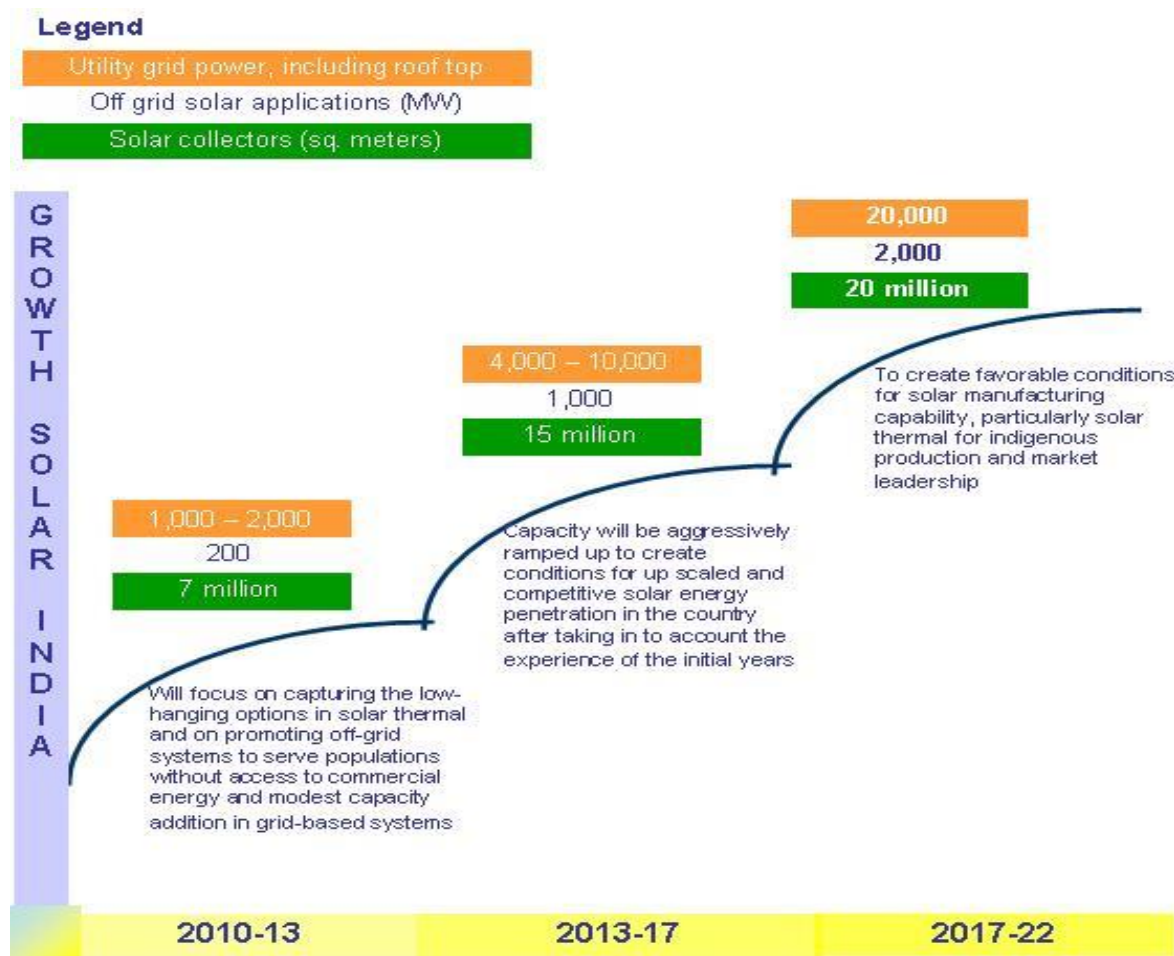 Legend
Utility grid power, including roof top
Off grid solar applications (MW)
Solar collectors (sq. meters)
GROWTH SOLAR INDIA
20,000
2,000
20 million
To create favorable conditions
for solar manufacturing
capability, particularly solar
thermal for indigenous
production and market
leadership
4,000 – 10,000
1,000
15 million
Capacity will be aggressively
ramped up to create
conditions for up scaled and
competitive solar energy
penetration in the country
after taking in to account the
experience of the initial years
1,000 – 2,000
200
7 million
Will focus on capturing the low-
hanging options in solar thermal
and on promoting off-grid
systems to serve populations
without access to commercial
energy and modest capacity
addition in grid-based systems
2010-13
2013-17
2017-22